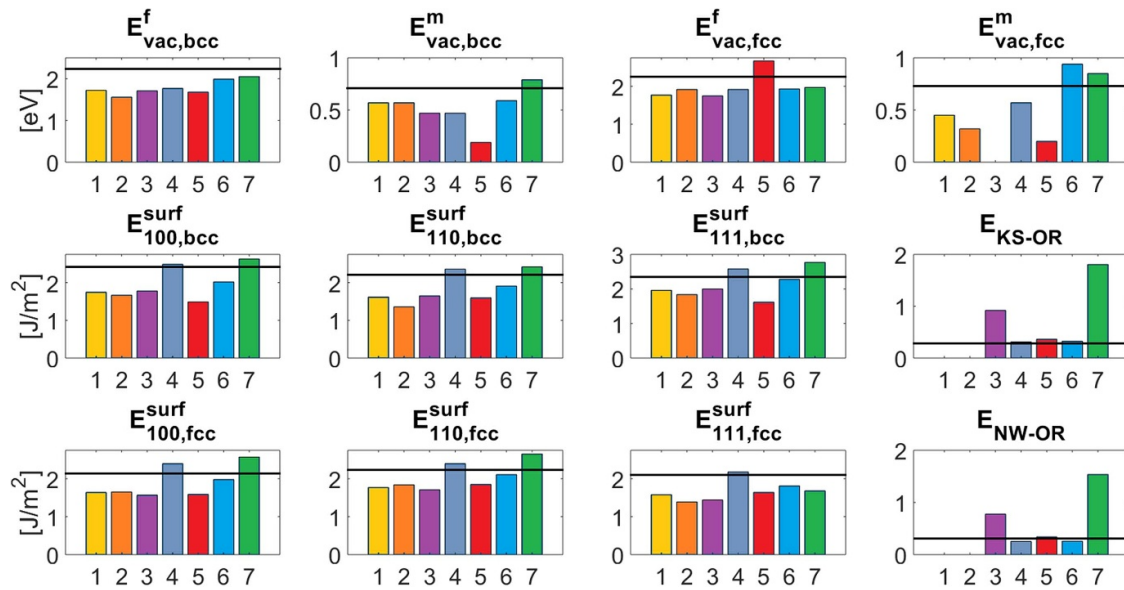 E^f_vac,bcc E^m_vac,bcc E^f_vac,fcc E^m_vac,fcc
[eV]
2 1 0
1 0.5 0
2 1 0
1 0.5 0
1 2 3 4 5 6 7 1 2 3 4 5 6 7 1 2 3 4 5 6 7 1 2 3 4 5 6 7
E^surf_100,bcc E^surf_110,bcc E^surf_111,bcc E_KS-OR
[J/m²]
2 1 0
2 1 0
3 2 1 0
2 1 0
1 2 3 4 5 6 7 1 2 3 4 5 6 7 1 2 3 4 5 6 7 1 2 3 4 5 6 7
E^surf_100,fcc E^surf_110,fcc E^surf_111,fcc E_NW-OR
[J/m²]
2 1 0
2 1 0
2 1 0
2 1 0
1 2 3 4 5 6 7 1 2 3 4 5 6 7 1 2 3 4 5 6 7 1 2 3 4 5 6 7